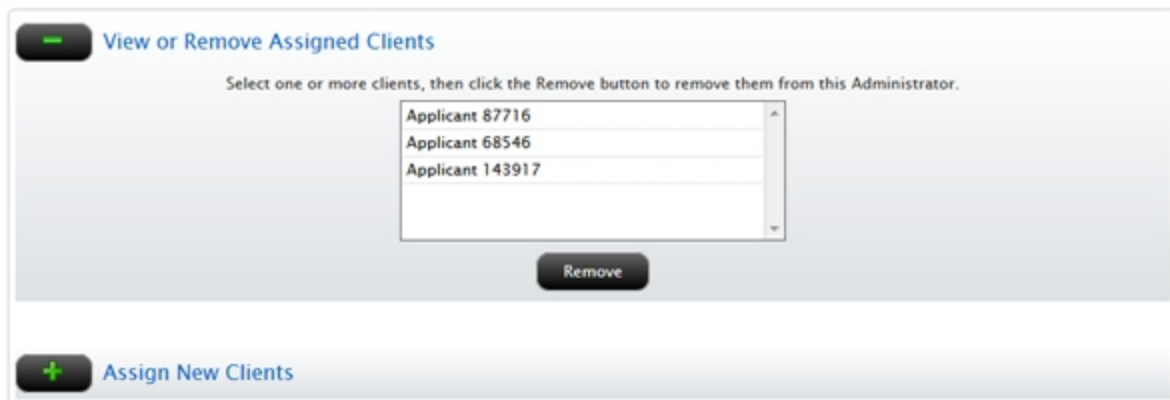 View or Remove Assigned Clients
Select one or more clients, then click the Remove button to remove them from this Administrator.
Applicant 87716
Applicant 68546
Applicant 143917
Remove
Assign New Clients